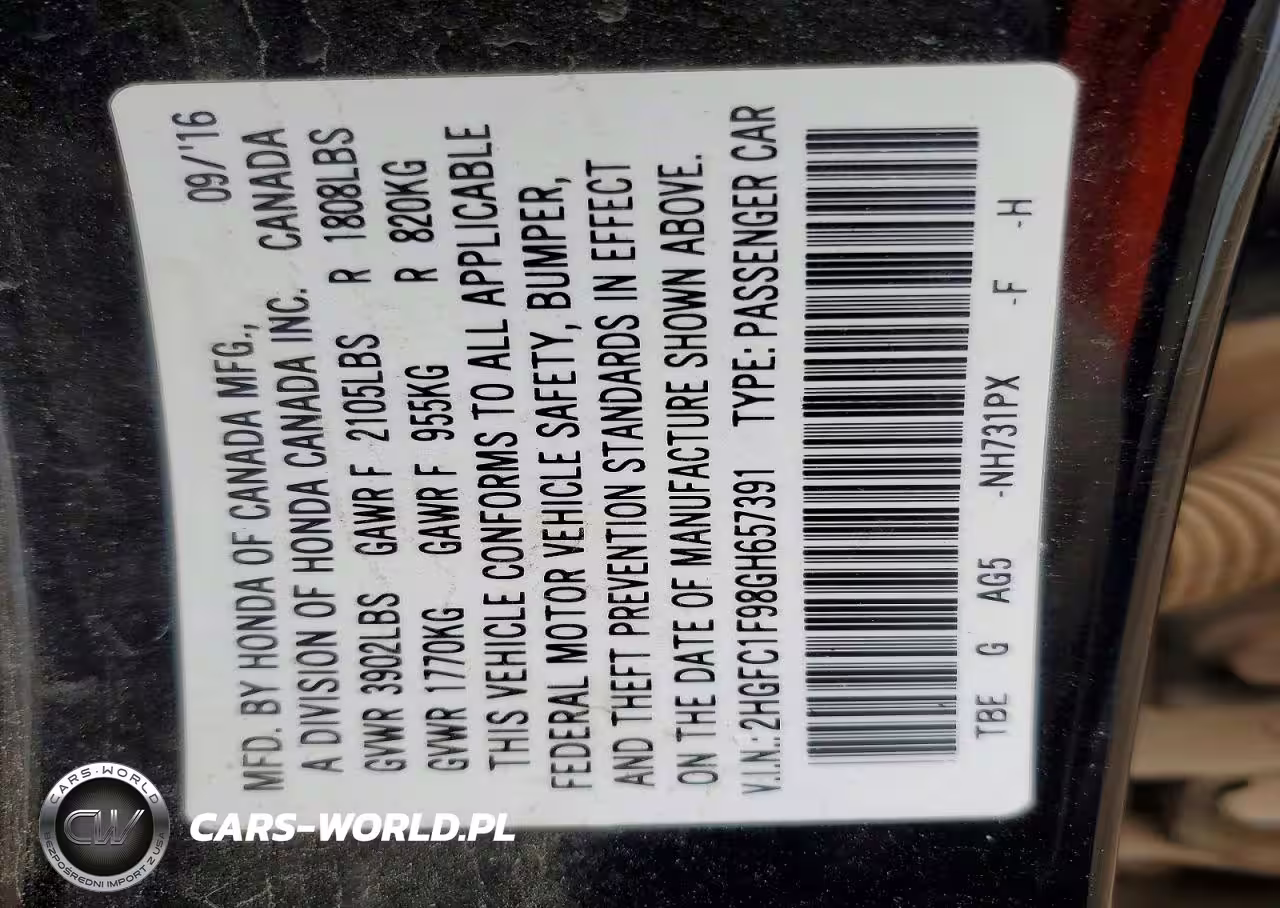 09/'16
MFD. BY HONDA OF CANADA MFG.,
A DIVISION OF HONDA CANADA INC. CANADA
GVWR 3902LBS GAWR F 2105LBS R 1808LBS
GVWR 1770KG GAWR F 955KG R 820KG
THIS VEHICLE CONFORMS TO ALL APPLICABLE
FEDERAL MOTOR VEHICLE SAFETY, BUMPER,
AND THEFT PREVENTION STANDARDS IN EFFECT
ON THE DATE OF MANUFACTURE SHOWN ABOVE.
V.I.N.:2HGFC1F98GH657391 TYPE: PASSENGER CAR
TBE G AG5 -NH731PX -F -H
CARS-WORLD
CW
BEZPOŚREDNI IMPORT Z USA
CARS-WORLD.PL